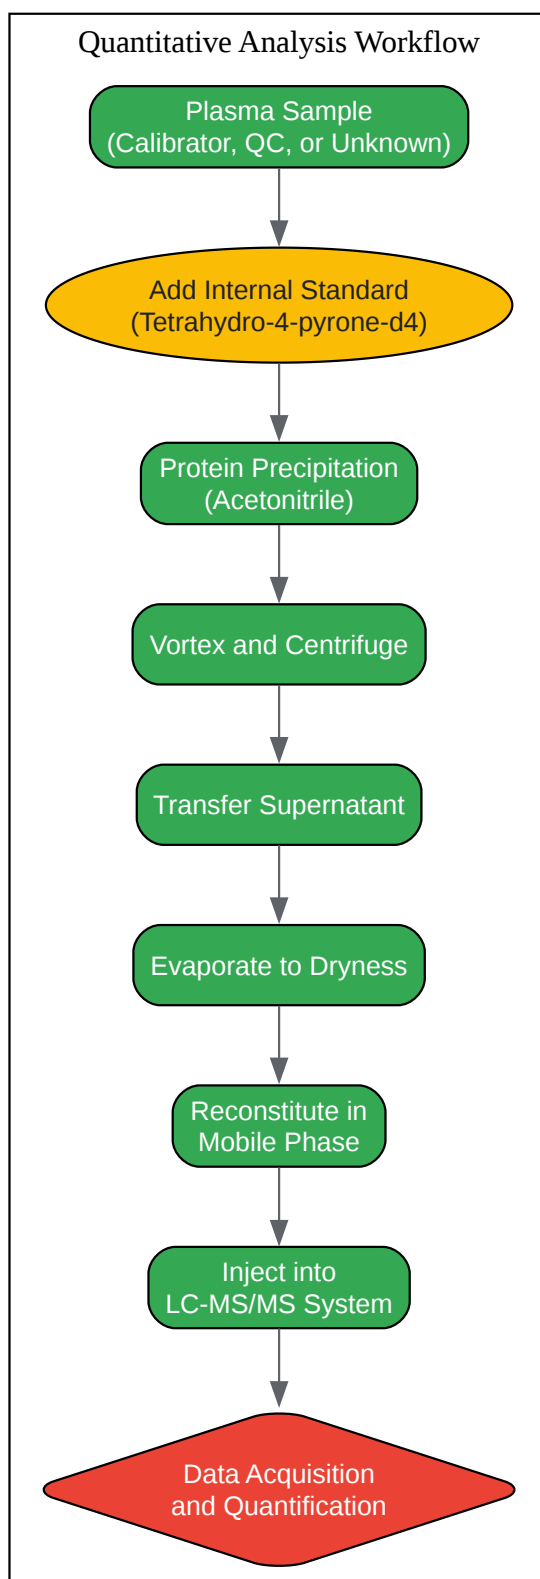 Quantitative Analysis Workflow
Plasma Sample
(Calibrator, QC, or Unknown)
Add Internal Standard
(Tetrahydro-4-pyrone-d4)
Protein Precipitation
(Acetonitrile)
Vortex and Centrifuge
Transfer Supernatant
Evaporate to Dryness
Reconstitute in
Mobile Phase
Inject into
LC-MS/MS System
Data Acquisition
and Quantification